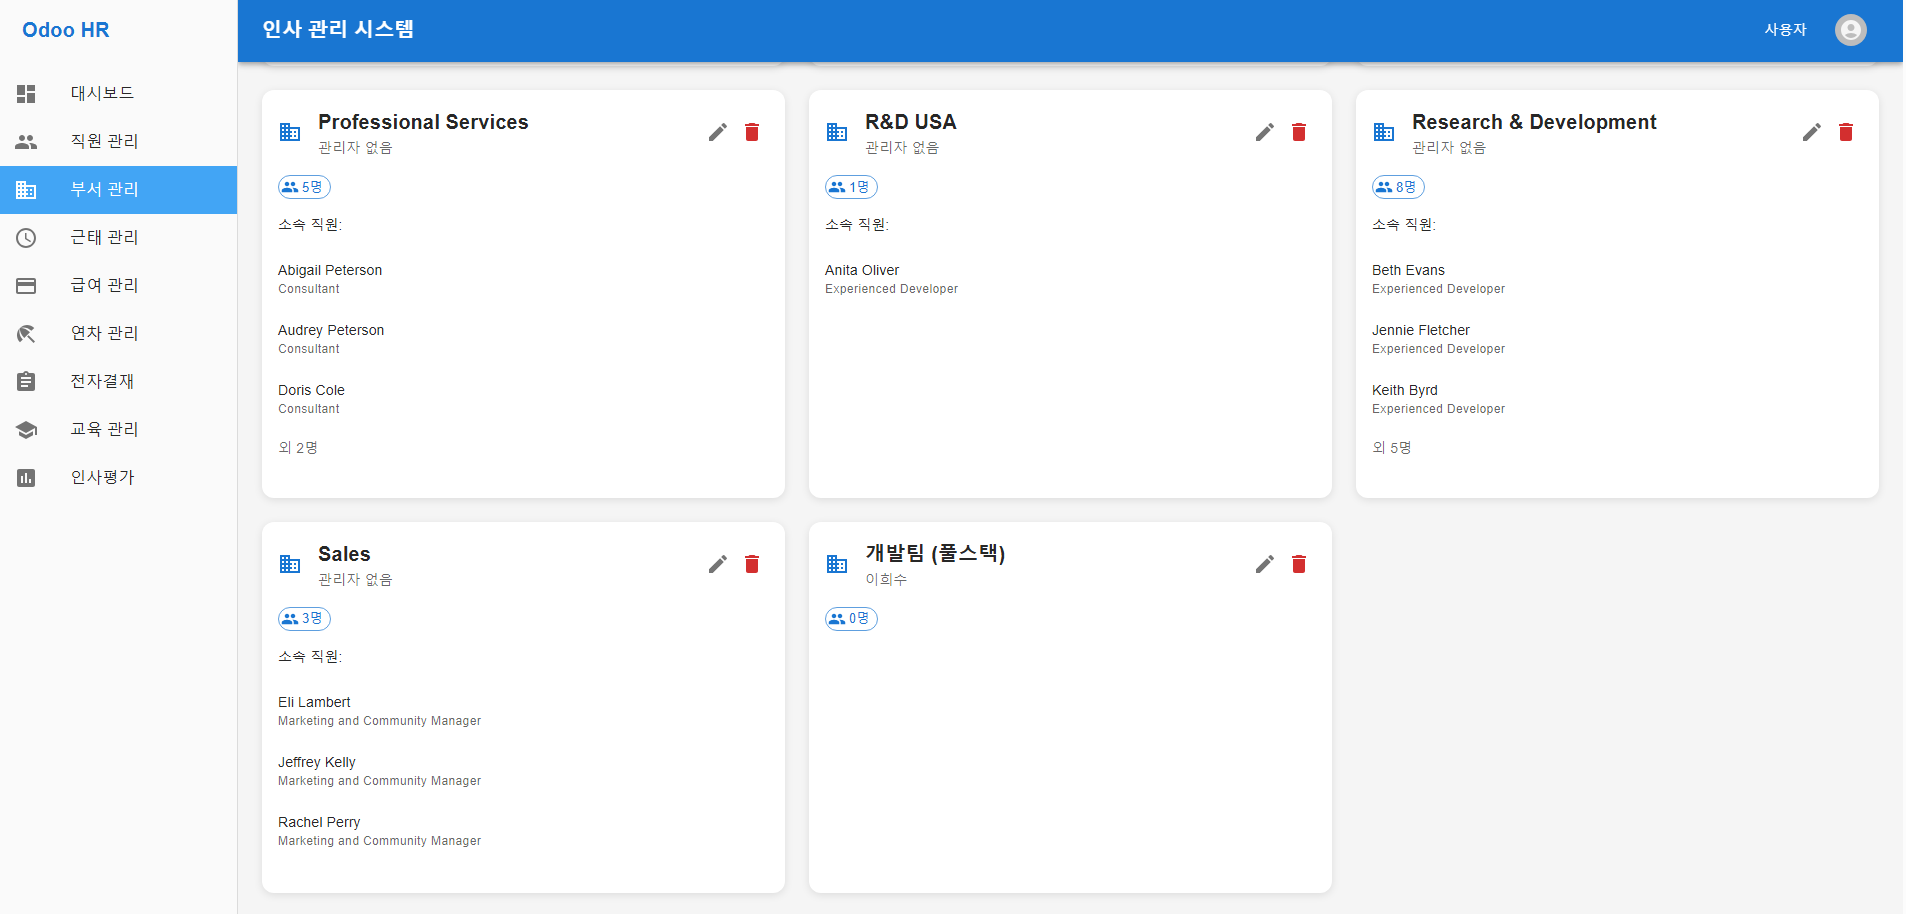 Odoo HR
인사 관리 시스템
사용자
대시보드
직원 관리
부서 관리
근태 관리
급여 관리
연차 관리
전자결재
교육 관리
인사평가
Professional Services
관리자 없음
5명
소속 직원:
Abigail Peterson
Consultant
Audrey Peterson
Consultant
Doris Cole
Consultant
외 2명
R&D USA
관리자 없음
1명
소속 직원:
Anita Oliver
Experienced Developer
Research & Development
관리자 없음
8명
소속 직원:
Beth Evans
Experienced Developer
Jennie Fletcher
Experienced Developer
Keith Byrd
Experienced Developer
외 5명
Sales
관리자 없음
3명
소속 직원:
Eli Lambert
Marketing and Community Manager
Jeffrey Kelly
Marketing and Community Manager
Rachel Perry
Marketing and Community Manager
개발팀 (풀스택)
이희수
0명